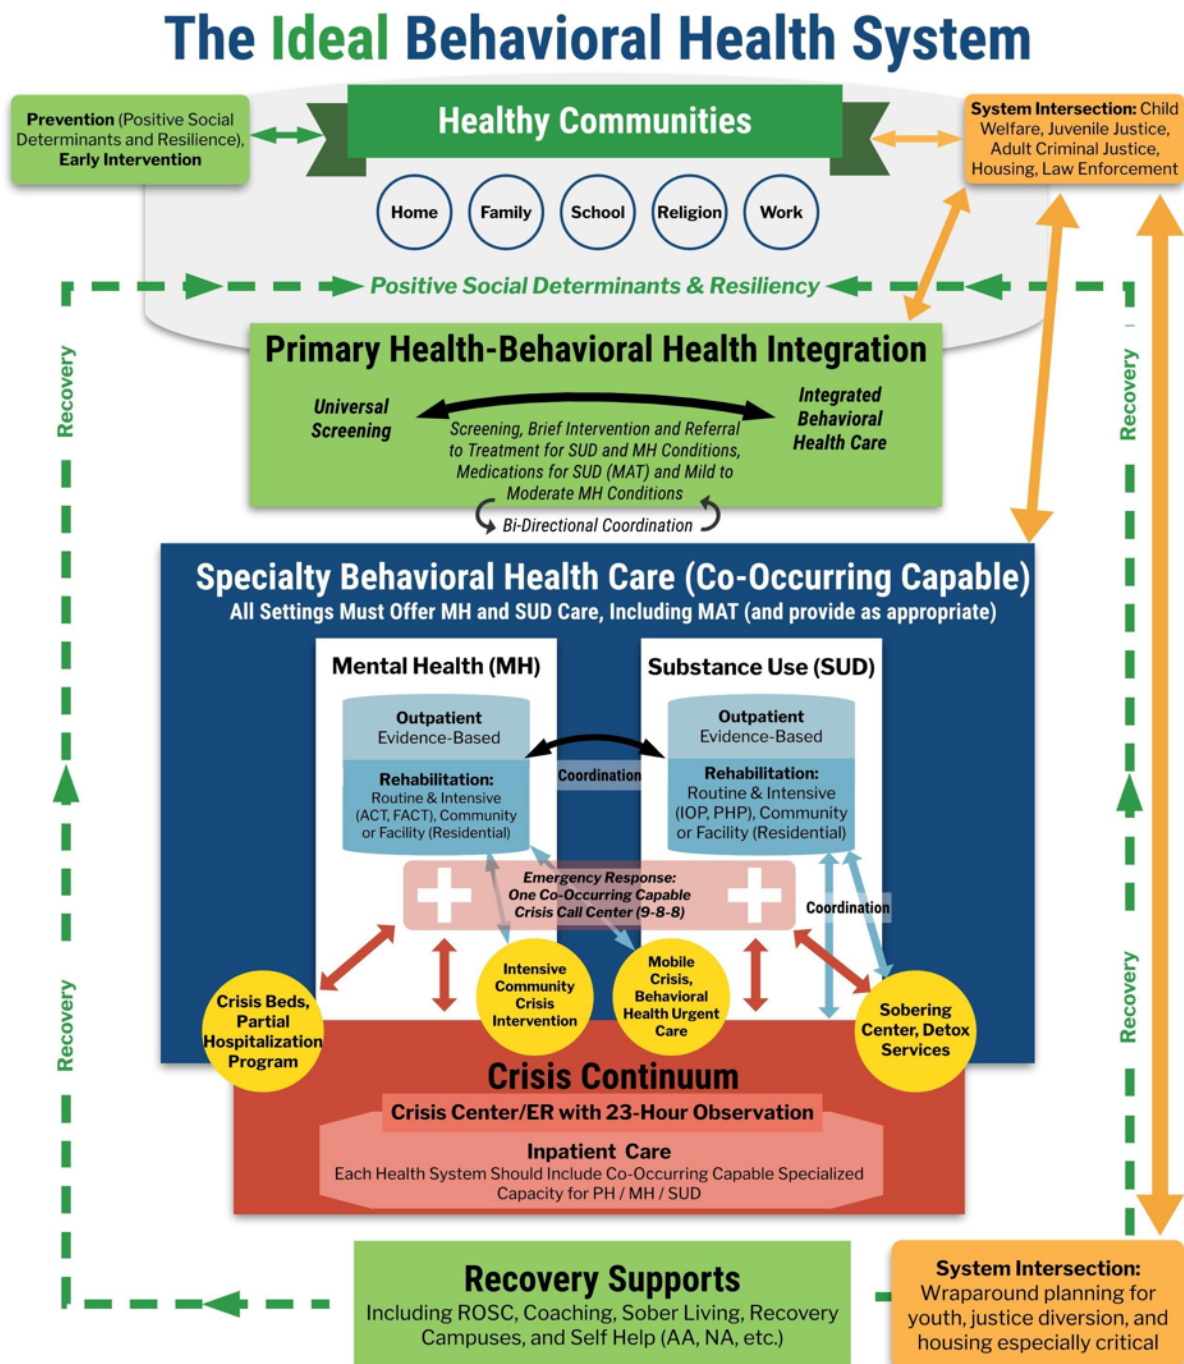 The Ideal Behavioral Health System
Prevention (Positive Social
Determinants and Resilience),
Early Intervention
Healthy Communities
System Intersection: Child
Welfare, Juvenile Justice,
Adult Criminal Justice,
Housing, Law Enforcement
Home
Family
School
Religion
Work
Positive Social Determinants & Resiliency
Recovery
Recovery
Primary Health-Behavioral Health Integration
Universal
Screening
Integrated
Behavioral
Health Care
Screening, Brief Intervention and Referral
to Treatment for SUD and MH Conditions,
Medications for SUD (MAT) and Mild to
Moderate MH Conditions
Bi-Directional Coordination
Specialty Behavioral Health Care (Co-Occurring Capable)
All Settings Must Offer MH and SUD Care, Including MAT (and provide as appropriate)
Mental Health (MH)
Outpatient
Evidence-Based
Rehabilitation:
Routine & Intensive
(ACT, FACT), Community
or Facility (Residential)
Coordination
Substance Use (SUD)
Outpatient
Evidence-Based
Rehabilitation:
Routine & Intensive
(IOP, PHP), Community
or Facility (Residential)
Emergency Response:
One Co-Occurring Capable
Crisis Call Center (9-8-8)
Coordination
Crisis Beds,
Partial
Hospitalization
Program
Intensive
Community
Crisis
Intervention
Mobile
Crisis,
Behavioral
Health Urgent
Care
Sobering
Center, Detox
Services
Recovery
Recovery
Crisis Continuum
Crisis Center/ER with 23-Hour Observation
Inpatient Care
Each Health System Should Include Co-Occurring Capable Specialized
Capacity for PH / MH / SUD
Recovery Supports
Including ROSC, Coaching, Sober Living, Recovery
Campuses, and Self Help (AA, NA, etc.)
System Intersection:
Wraparound planning for
youth, justice diversion, and
housing especially critical